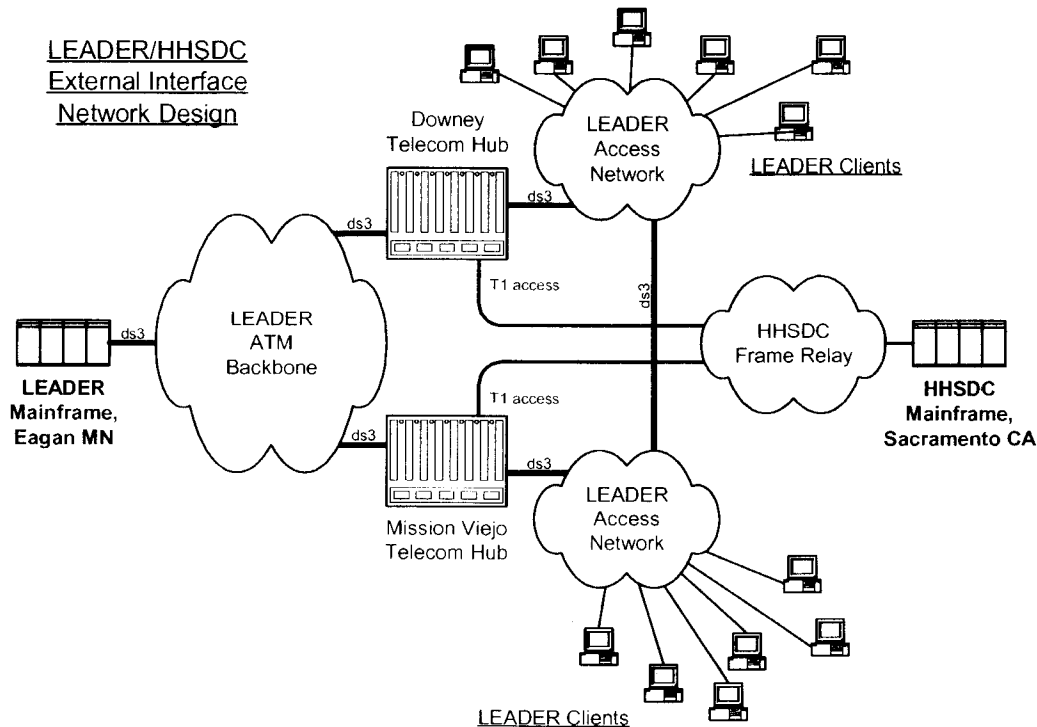 LEADER/HHSDC
External Interface
Network Design
Downey
Telecom Hub
LEADER
Access
Network
LEADER Clients
ds3
ds3
T1 access
ds3
LEADER
ATM
Backbone
ds3
LEADER
Mainframe,
Eagan MN
HHSDC
Frame Relay
HHSDC
Mainframe,
Sacramento CA
T1 access
ds3
ds3
Mission Viejo
Telecom Hub
LEADER
Access
Network
LEADER Clients